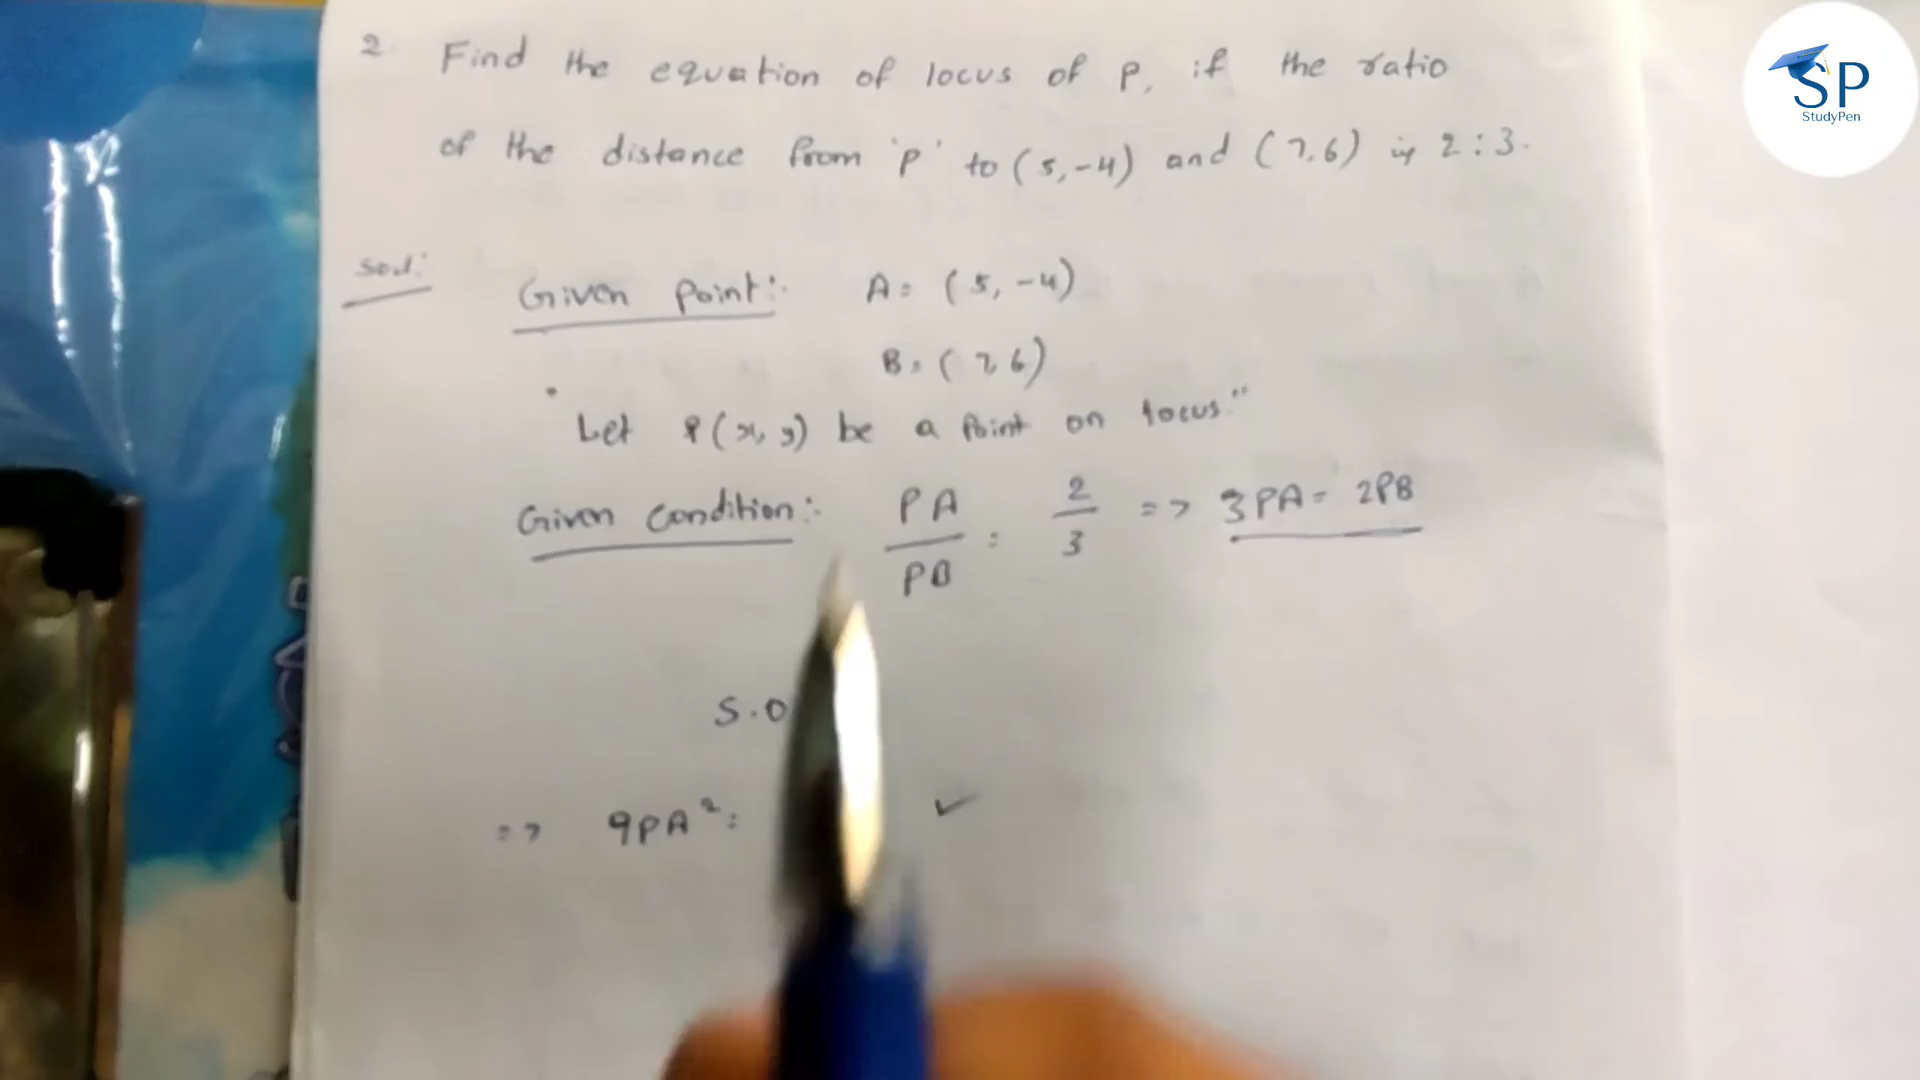 2. Find the equation of locus of P, if the ratio
of the distance from 'P' to (5,-4) and (7,6) is 2:3.
Sol:
Given Point: A = (5, -4)
B = (7,6)
"Let P(x, y) be a Point on locus"
Given Condition: PA/PB = 2/3 => 3PA = 2PB
S.O
=> 9PA² =
SP
StudyPen